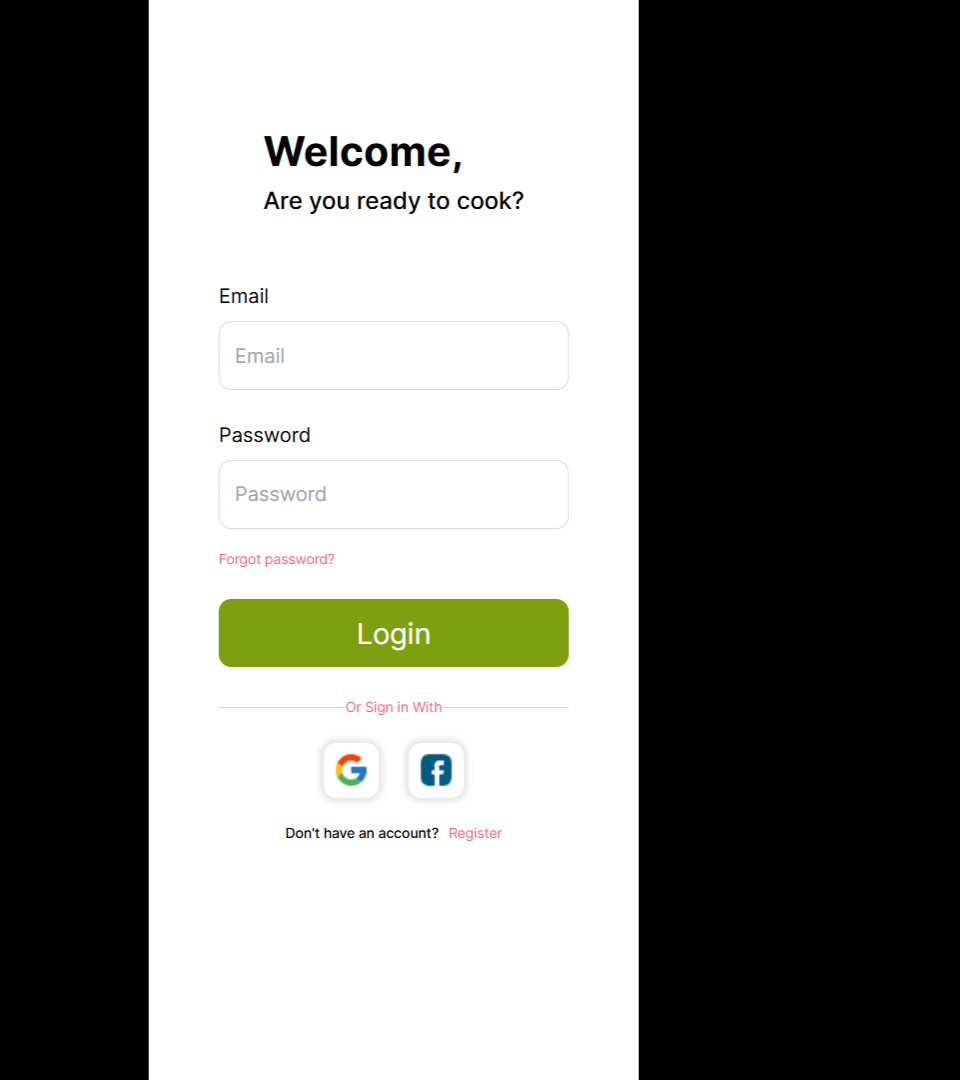 Welcome,
Are you ready to cook?
Email
Email
Password
Password
Forgot password?
Login
Or Sign in With
Don't have an account? Register